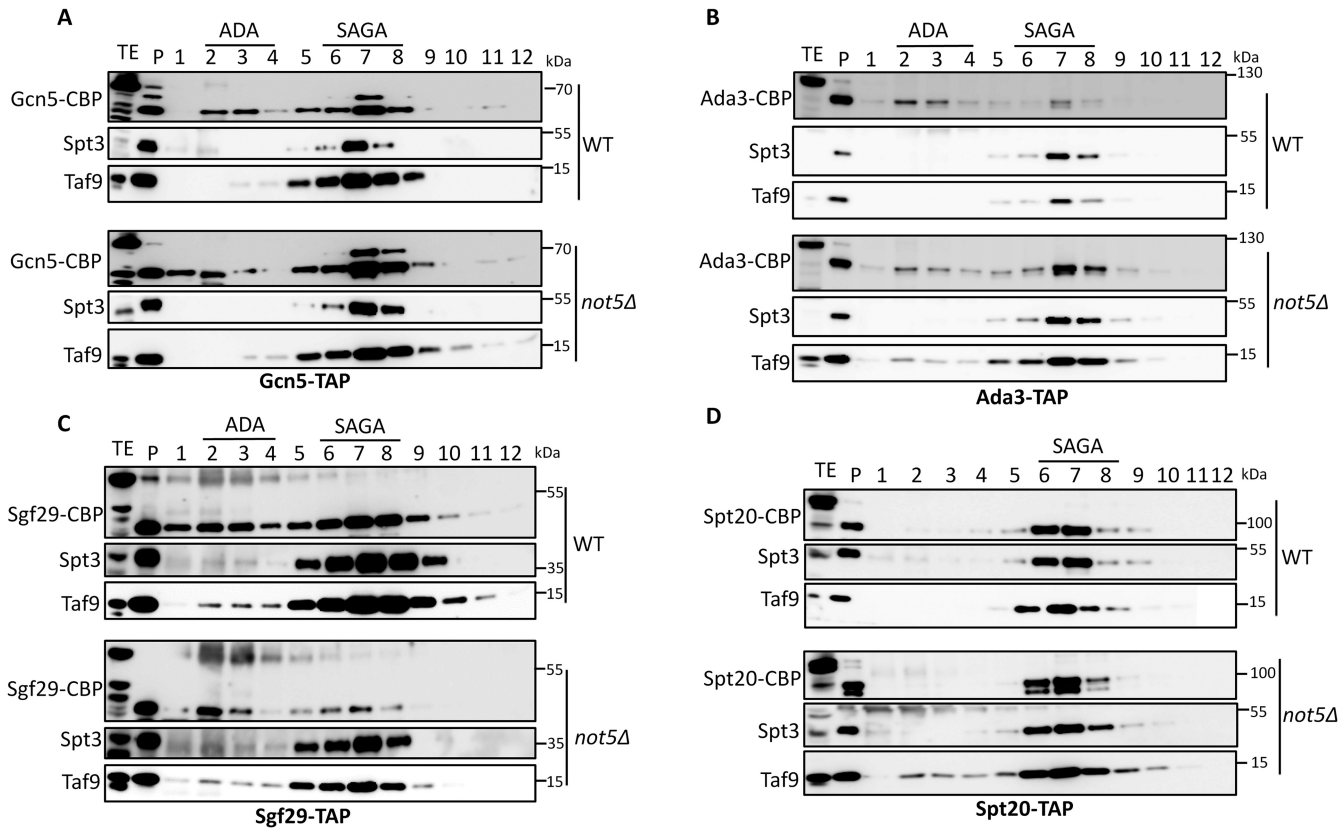 A
ADA SAGA
TE P 1 2 3 4 5 6 7 8 9 10 11 12 kDa
Gcn5-CBP 70
Spt3 55 WT
Taf9 15
Gcn5-CBP 70
Spt3 55 not5Δ
Taf9 15
Gcn5-TAP
B
ADA SAGA
TE P 1 2 3 4 5 6 7 8 9 10 11 12 kDa
130
Ada3-CBP
Spt3 55 WT
Taf9 15
Ada3-CBP 130
Spt3 55 not5Δ
Taf9 15
Ada3-TAP
C
ADA SAGA
TE P 1 2 3 4 5 6 7 8 9 10 11 12 kDa
55
Sgf29-CBP
WT
Spt3 35
Taf9 15
55
Sgf29-CBP
Spt3 35 not5Δ
Taf9 15
Sgf29-TAP
D
SAGA
TE P 1 2 3 4 5 6 7 8 9 10 11 12 kDa
Spt20-CBP 100
Spt3 55 WT
Taf9 15
Spt20-CBP 100
55 not5Δ
Spt3
Taf9 15
Spt20-TAP